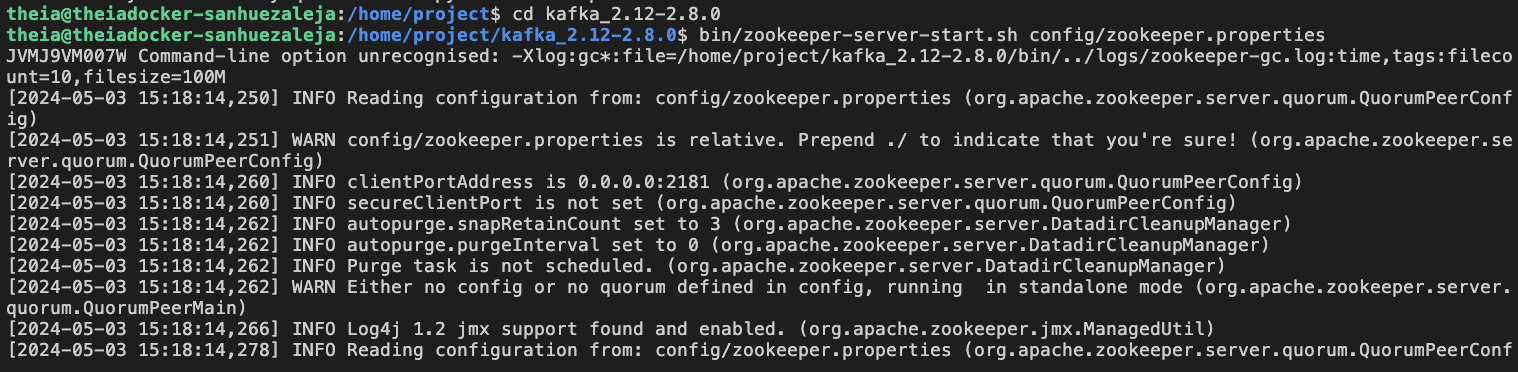 theia@theiadocker-sanhuezaleja:/home/project$ cd kafka_2.12-2.8.0
theia@theiadocker-sanhuezaleja:/home/project/kafka_2.12-2.8.0$ bin/zookeeper-server-start.sh config/zookeeper.properties
JVMJ9VM007W Command-line option unrecognised: -Xlog:gc*:file=/home/project/kafka_2.12-2.8.0/bin/../logs/zookeeper-gc.log:time,tags:fileco
unt=10,filesize=100M
[2024-05-03 15:18:14,250] INFO Reading configuration from: config/zookeeper.properties (org.apache.zookeeper.server.quorum.QuorumPeerConf
ig)
[2024-05-03 15:18:14,251] WARN config/zookeeper.properties is relative. Prepend ./ to indicate that you're sure! (org.apache.zookeeper.se
rver.quorum.QuorumPeerConfig)
[2024-05-03 15:18:14,260] INFO clientPortAddress is 0.0.0.0:2181 (org.apache.zookeeper.server.quorum.QuorumPeerConfig)
[2024-05-03 15:18:14,260] INFO secureClientPort is not set (org.apache.zookeeper.server.quorum.QuorumPeerConfig)
[2024-05-03 15:18:14,262] INFO autopurge.snapRetainCount set to 3 (org.apache.zookeeper.server.DatadirCleanupManager)
[2024-05-03 15:18:14,262] INFO autopurge.purgeInterval set to 0 (org.apache.zookeeper.server.DatadirCleanupManager)
[2024-05-03 15:18:14,262] INFO Purge task is not scheduled. (org.apache.zookeeper.server.DatadirCleanupManager)
[2024-05-03 15:18:14,262] WARN Either no config or no quorum defined in config, running  in standalone mode (org.apache.zookeeper.server.
quorum.QuorumPeerMain)
[2024-05-03 15:18:14,266] INFO Log4j 1.2 jmx support found and enabled. (org.apache.zookeeper.jmx.ManagedUtil)
[2024-05-03 15:18:14,278] INFO Reading configuration from: config/zookeeper.properties (org.apache.zookeeper.server.quorum.QuorumPeerConf